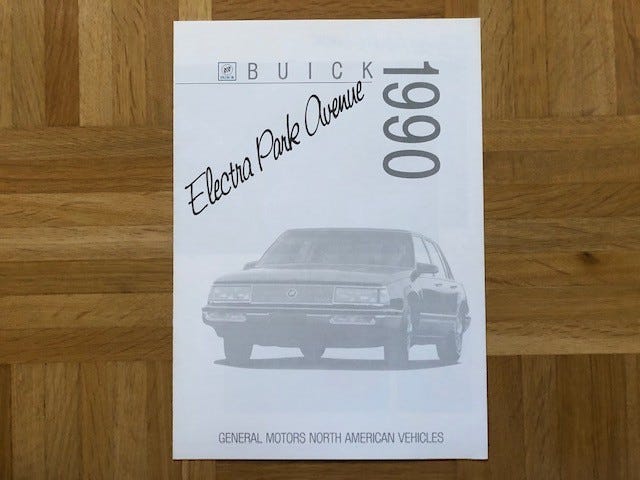 BUICK
1990
Electra Park Avenue
GENERAL MOTORS NORTH AMERICAN VEHICLES